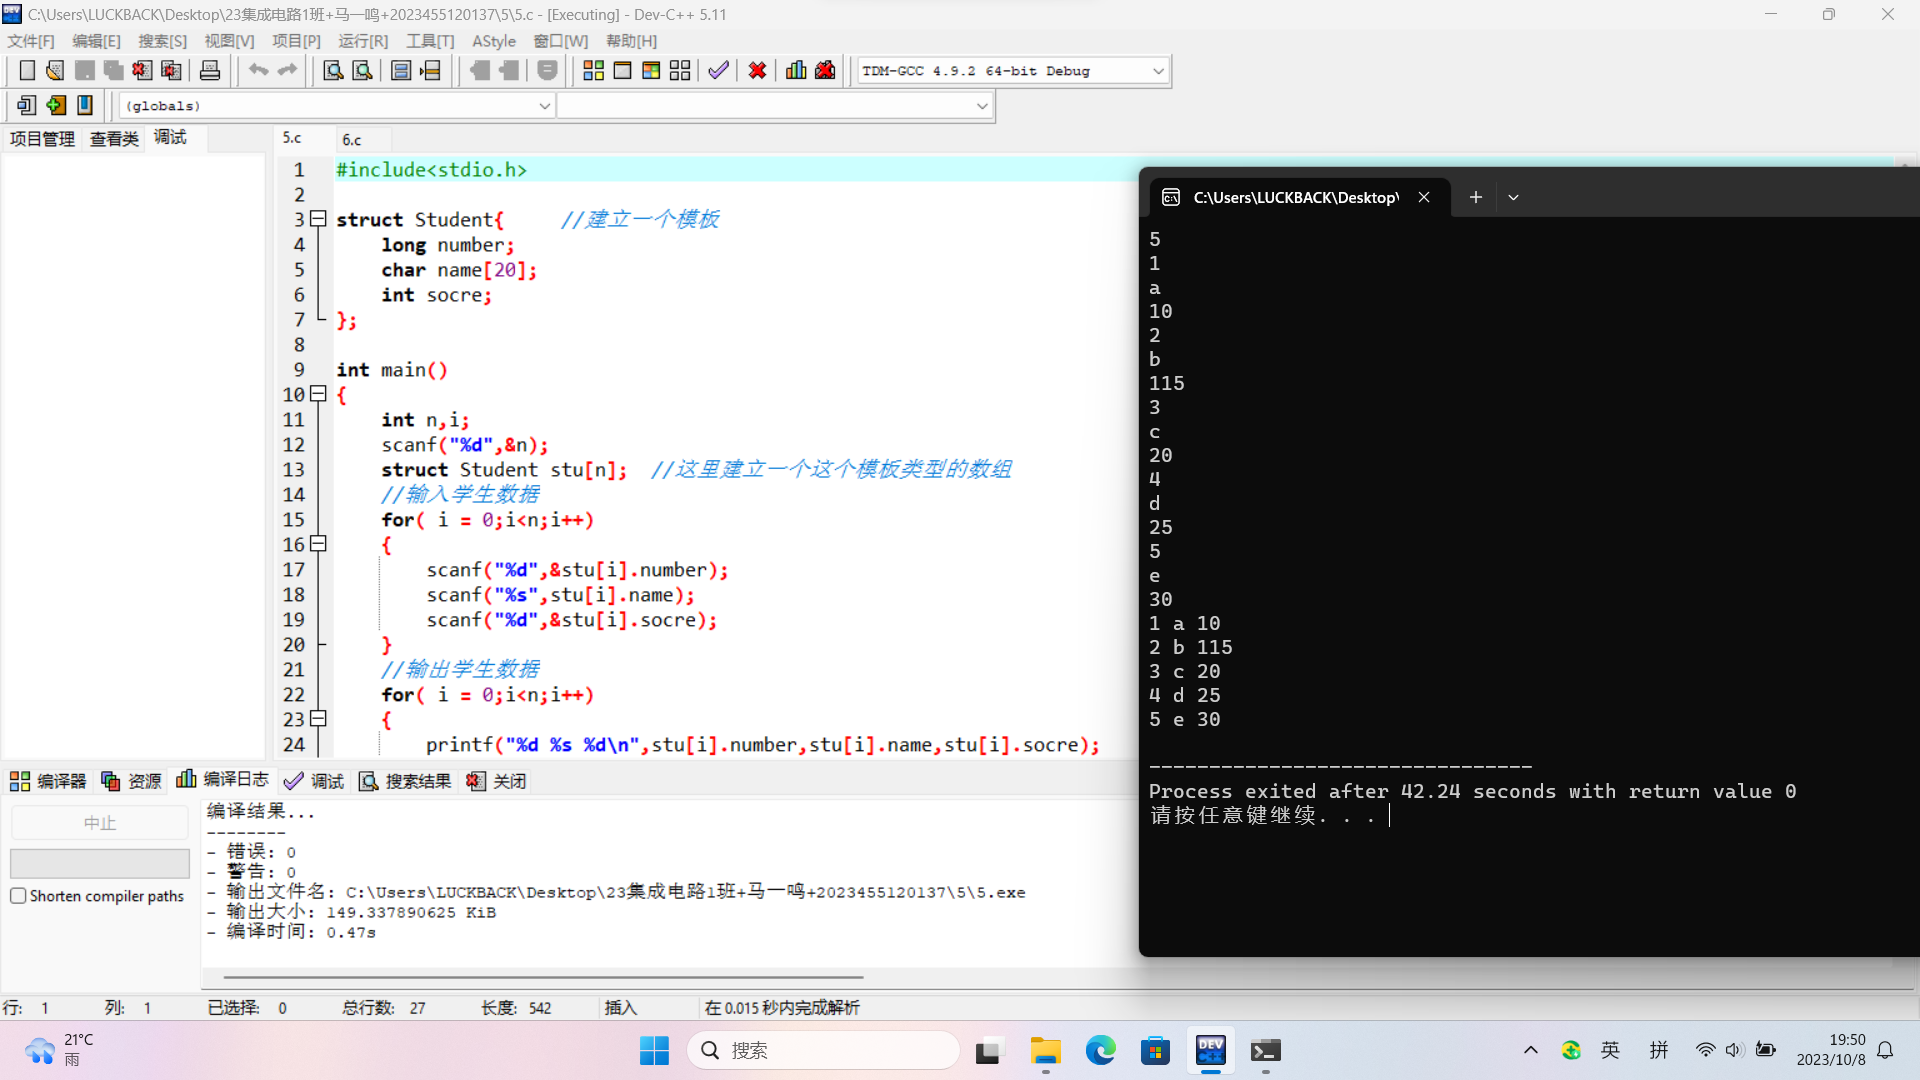 C:\Users\LUCKBACK\Desktop\23集成电路1班+马一鸣+2023455120137\5\5.c - [Executing] - Dev-C++ 5.11
文件[F] 编辑[E] 搜索[S] 视图[V] 项目[P] 运行[R] 工具[T] AStyle 窗口[W] 帮助[H]
TDM-GCC 4.9.2 64-bit Debug
(globals)
项目管理 查看类 调试
5.c 6.c
1 #include<stdio.h>
2
3 struct Student{ //建立一个模板
4 long number;
5 char name[20];
6 int socre;
7 };
8
9 int main()
10 {
11 int n,i;
12 scanf("%d",&n);
13 struct Student stu[n]; //这里建立一个这个模板类型的数组
14 //输入学生数据
15 for( i = 0;i<n;i++)
16 {
17 scanf("%d",&stu[i].number);
18 scanf("%s",stu[i].name);
19 scanf("%d",&stu[i].socre);
20 }
21 //输出学生数据
22 for( i = 0;i<n;i++)
23 {
24 printf("%d %s %d\n",stu[i].number,stu[i].name,stu[i].socre);
C:\Users\LUCKBACK\Desktop\
5
1
a
10
2
b
115
3
c
20
4
d
25
5
e
30
1 a 10
2 b 115
3 c 20
4 d 25
5 e 30
--------------------------------
Process exited after 42.24 seconds with return value 0
请按任意键继续. . .
编译器 资源 编译日志 调试 搜索结果 关闭
中止
Shorten compiler paths
编译结果...
--------
- 错误: 0
- 警告: 0
- 输出文件名: C:\Users\LUCKBACK\Desktop\23集成电路1班+马一鸣+2023455120137\5\5.exe
- 输出大小: 149.337890625 KiB
- 编译时间: 0.47s
行: 1 列: 1 已选择: 0 总行数: 27 长度: 542 插入 在 0.015 秒内完成解析
21°C
雨
搜索
DEV C++
英 拼
19:50
2023/10/8